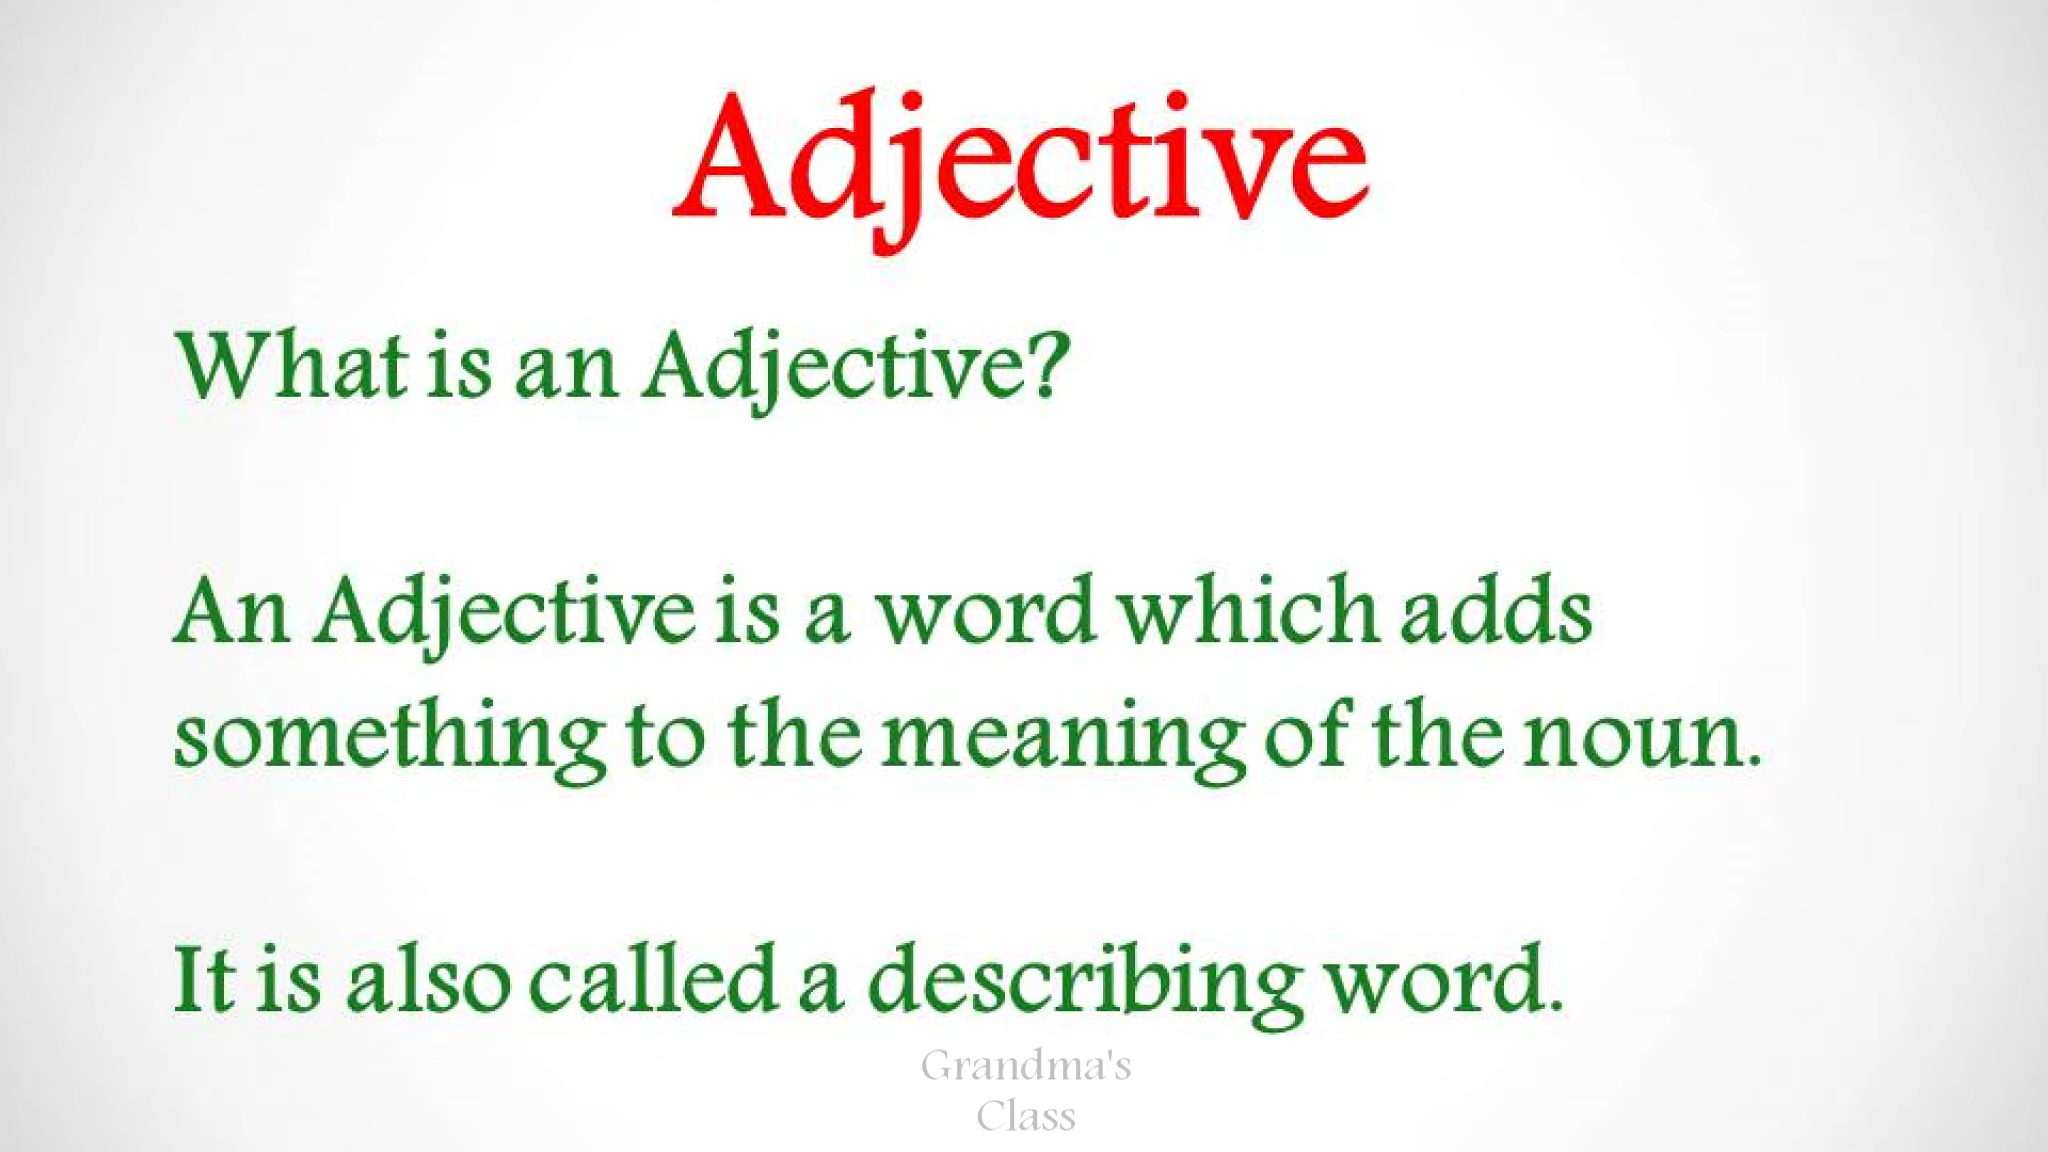 Adjective
What is an Adjective?
An Adjective is a word which adds
something to the meaning of the noun.
It is also called a describing word.
Grandma's
Class